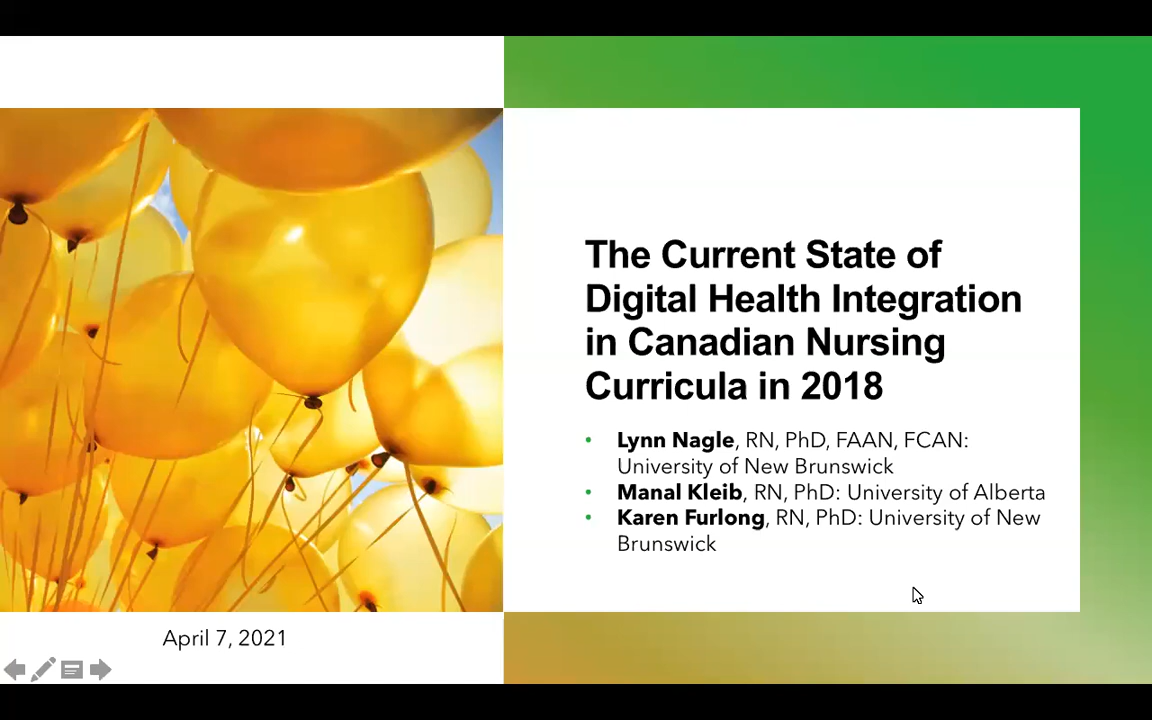 The Current State of
Digital Health Integration
in Canadian Nursing
Curricula in 2018
• Lynn Nagle, RN, PhD, FAAN, FCAN:
University of New Brunswick
• Manal Kleib, RN, PhD: University of Alberta
• Karen Furlong, RN, PhD: University of New
Brunswick
April 7, 2021